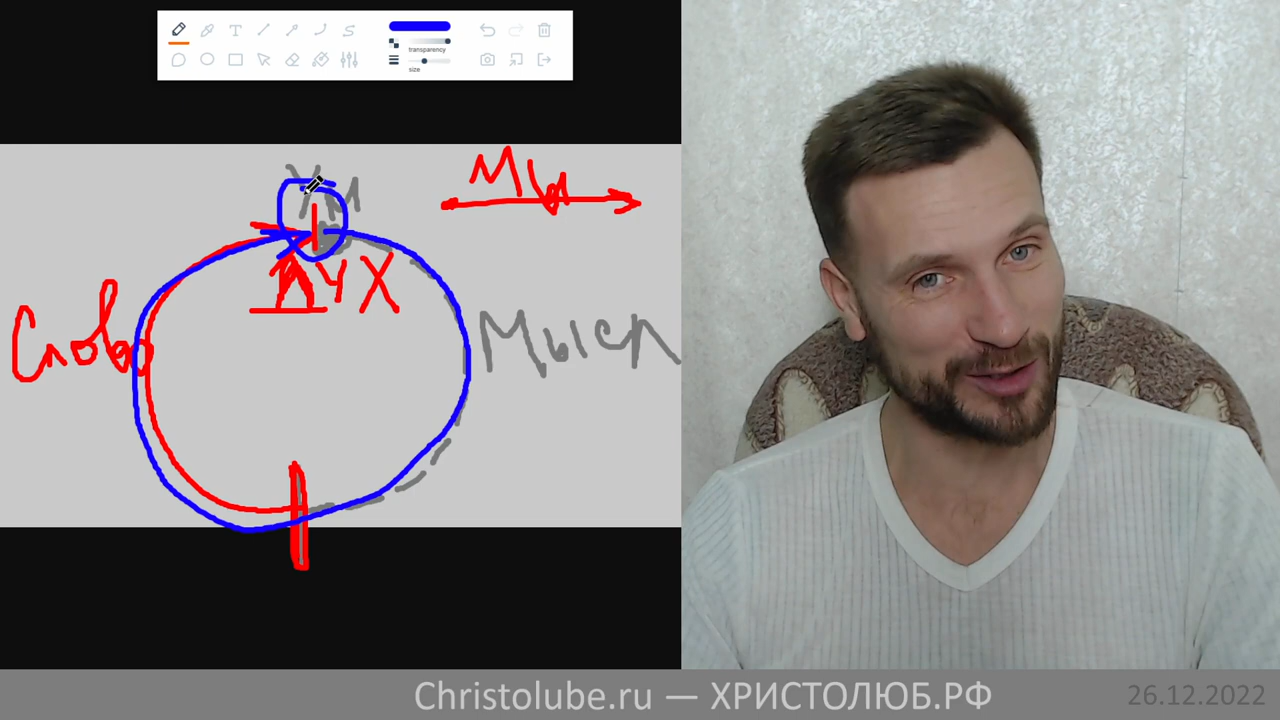 transparency
size
Ум
Мы
Дух
Слово
Мысл
Christolube.ru — ХРИСТОЛЮБ.РФ
26.12.2022